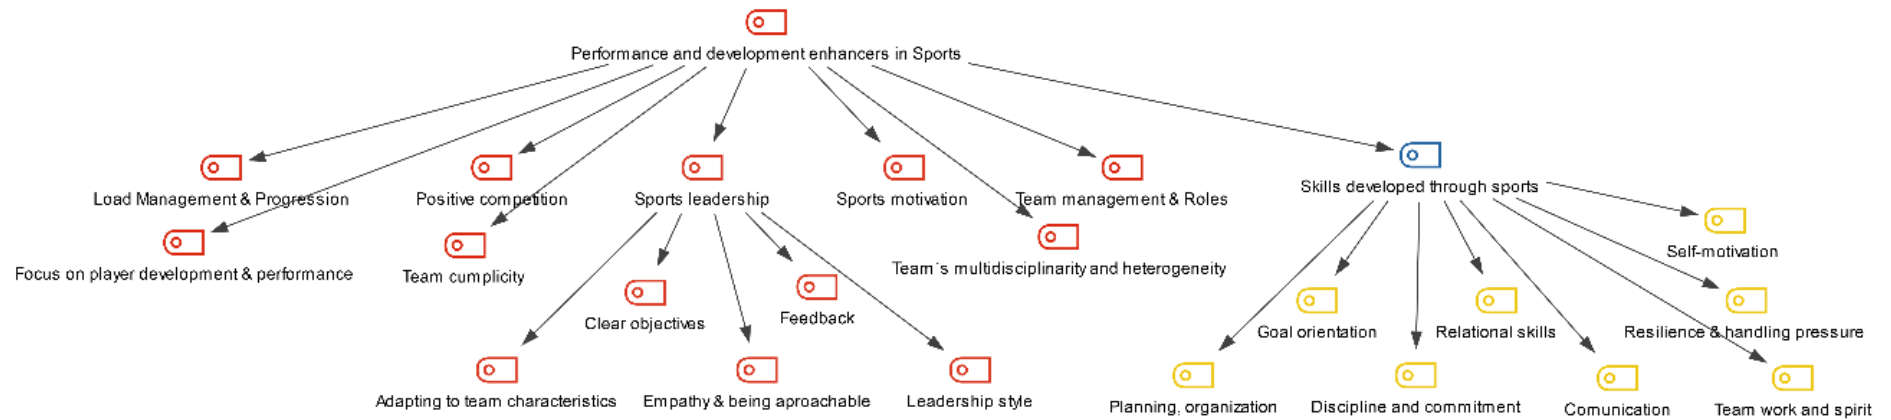 Performance and development enhancers in Sports
Load Management & Progression
Positive competition
Sports leadership
Sports motivation
Team management & Roles
Skills developed through sports
Focus on player development & performance
Team cumplicity
Team´s multidisciplinarity and heterogeneity
Self-motivation
Clear objectives
Feedback
Goal orientation
Relational skills
Resilience & handling pressure
Adapting to team characteristics
Empathy & being aproachable
Leadership style
Planning, organization
Discipline and commitment
Comunication
Team work and spirit